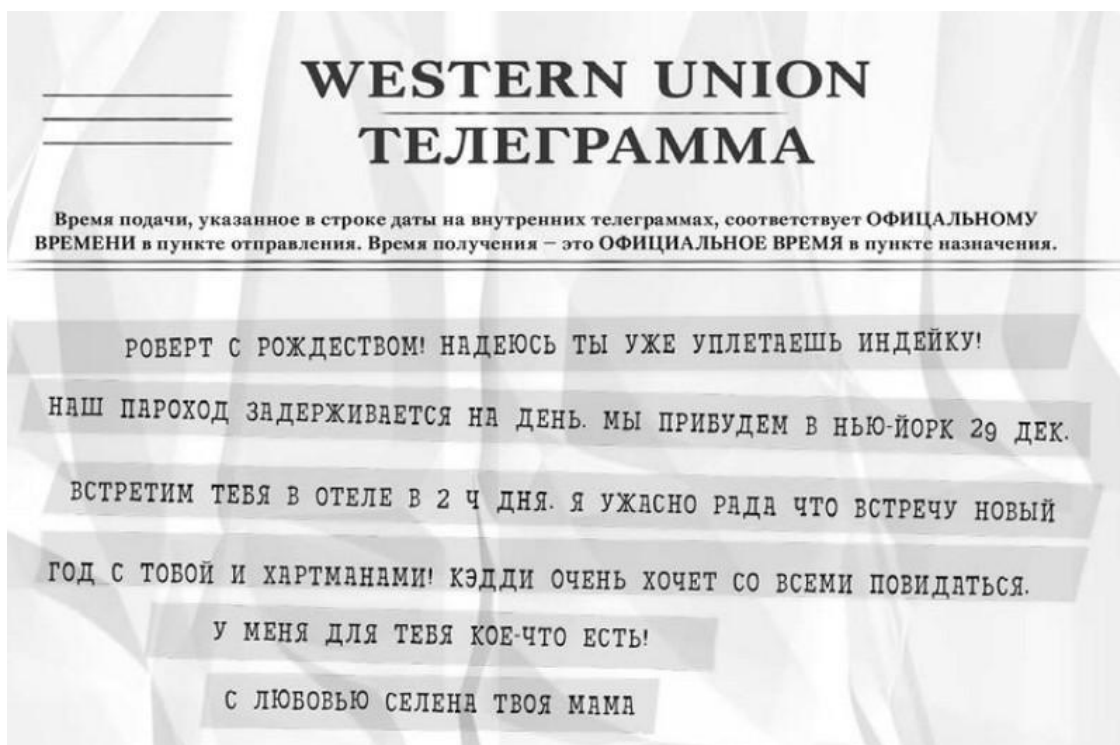 WESTERN UNION
ТЕЛЕГРАММА
Время подачи, указанное в строке даты на внутренних телеграммах, соответствует ОФИЦАЛЬНОМУ
ВРЕМЕНИ в пункте отправления. Время получения — это ОФИЦИАЛЬНОЕ ВРЕМЯ в пункте назначения.
РОБЕРТ С РОЖДЕСТВОМ! НАДЕЮСЬ ТЫ УЖЕ УПЛЕТАЕШЬ ИНДЕЙКУ!
НАШ ПАРОХОД ЗАДЕРЖИВАЕТСЯ НА ДЕНЬ. МЫ ПРИБУДЕМ В НЬЮ-ЙОРК 29 ДЕК.
ВСТРЕТИМ ТЕБЯ В ОТЕЛЕ В 2 Ч ДНЯ. Я УЖАСНО РАДА ЧТО ВСТРЕЧУ НОВЫЙ
ГОД С ТОБОЙ И ХАРТМАНАМИ! КЭДДИ ОЧЕНЬ ХОЧЕТ СО ВСЕМИ ПОВИДАТЬСЯ.
У МЕНЯ ДЛЯ ТЕБЯ КОЕ-ЧТО ЕСТЬ!
С ЛЮБОВЬЮ СЕЛЕНА ТВОЯ МАМА